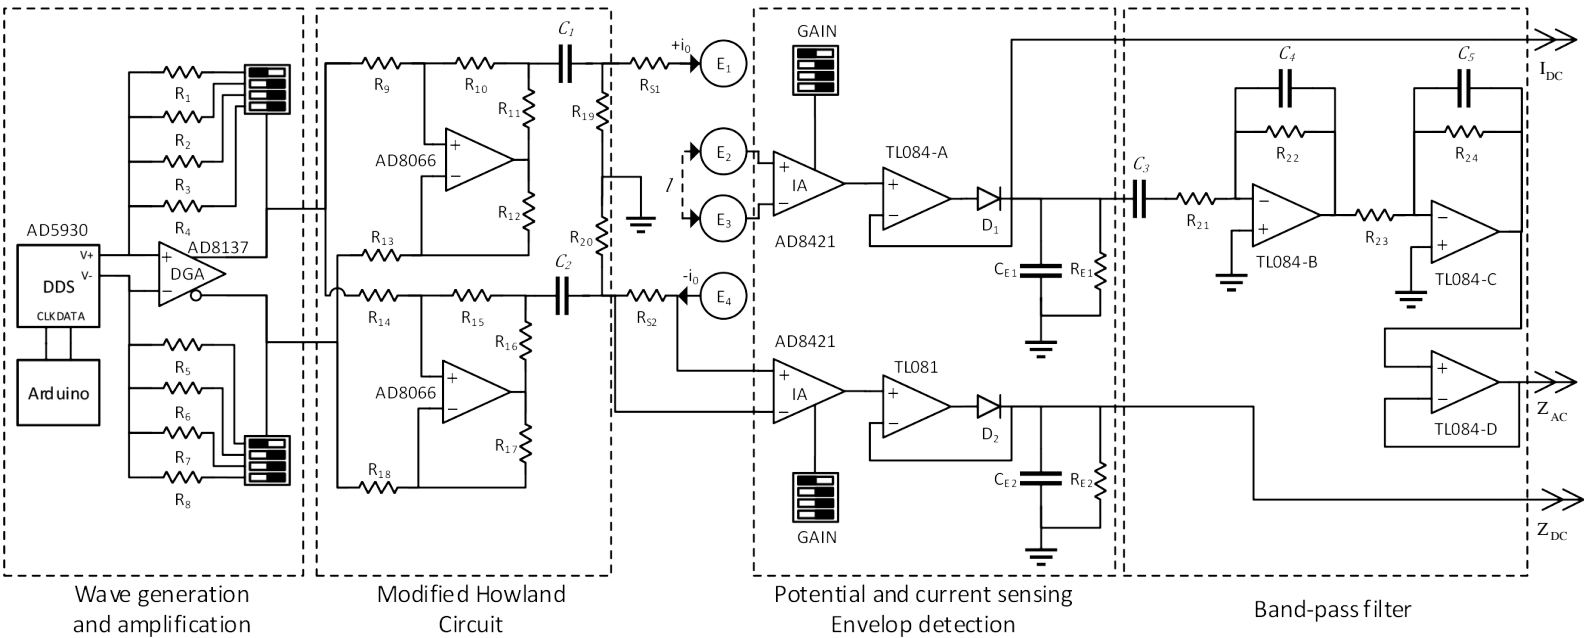 R1
R2
R3
R4
AD5930
V+
V-
DDS
CLK DATA
Arduino
AD8137
+
DGA
−
R5
R6
R7
R8
Wave generation
and amplification
R9
R10
C1
R11
R19
AD8066
+
−
R12
R13
R20
C2
R14
R15
R16
AD8066
+
−
R17
R18
Modified Howland
Circuit
+i0
RS1
E1
E2
l
E3
-i0
RS2
E4
GAIN
+
IA
−
AD8421
TL084-A
+
−
D1
CE1
RE1
AD8421
+
IA
−
GAIN
TL081
+
−
D2
CE2
RE2
Potential and current sensing
Envelop detection
C3
R21
C4
R22
−
+
TL084-B
R23
C5
R24
−
+
TL084-C
+
−
TL084-D
Band-pass filter
IDC
ZAC
ZDC